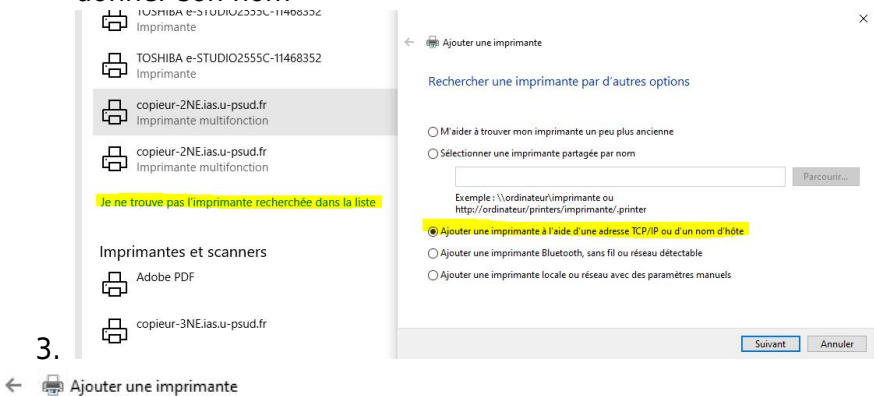 donner son nom
TOSHIBA e-STUDIO2555C-11468352
Imprimante
TOSHIBA e-STUDIO2555C-11468352
Imprimante
copieur-2NE.ias.u-psud.fr
Imprimante multifonction
copieur-2NE.ias.u-psud.fr
Imprimante multifonction
Je ne trouve pas l'imprimante recherchée dans la liste
Imprimantes et scanners
Adobe PDF
copieur-3NE.ias.u-psud.fr
Ajouter une imprimante
Rechercher une imprimante par d'autres options
M'aider à trouver mon imprimante un peu plus ancienne
Sélectionner une imprimante partagée par nom
Parcourir...
Exemple : \\ordinateur\imprimante ou
http://ordinateur/printers/imprimante/.printer
Ajouter une imprimante à l'aide d'une adresse TCP/IP ou d'un nom d'hôte
Ajouter une imprimante Bluetooth, sans fil ou réseau détectable
Ajouter une imprimante locale ou réseau avec des paramètres manuels
Suivant Annuler
3.
Ajouter une imprimante